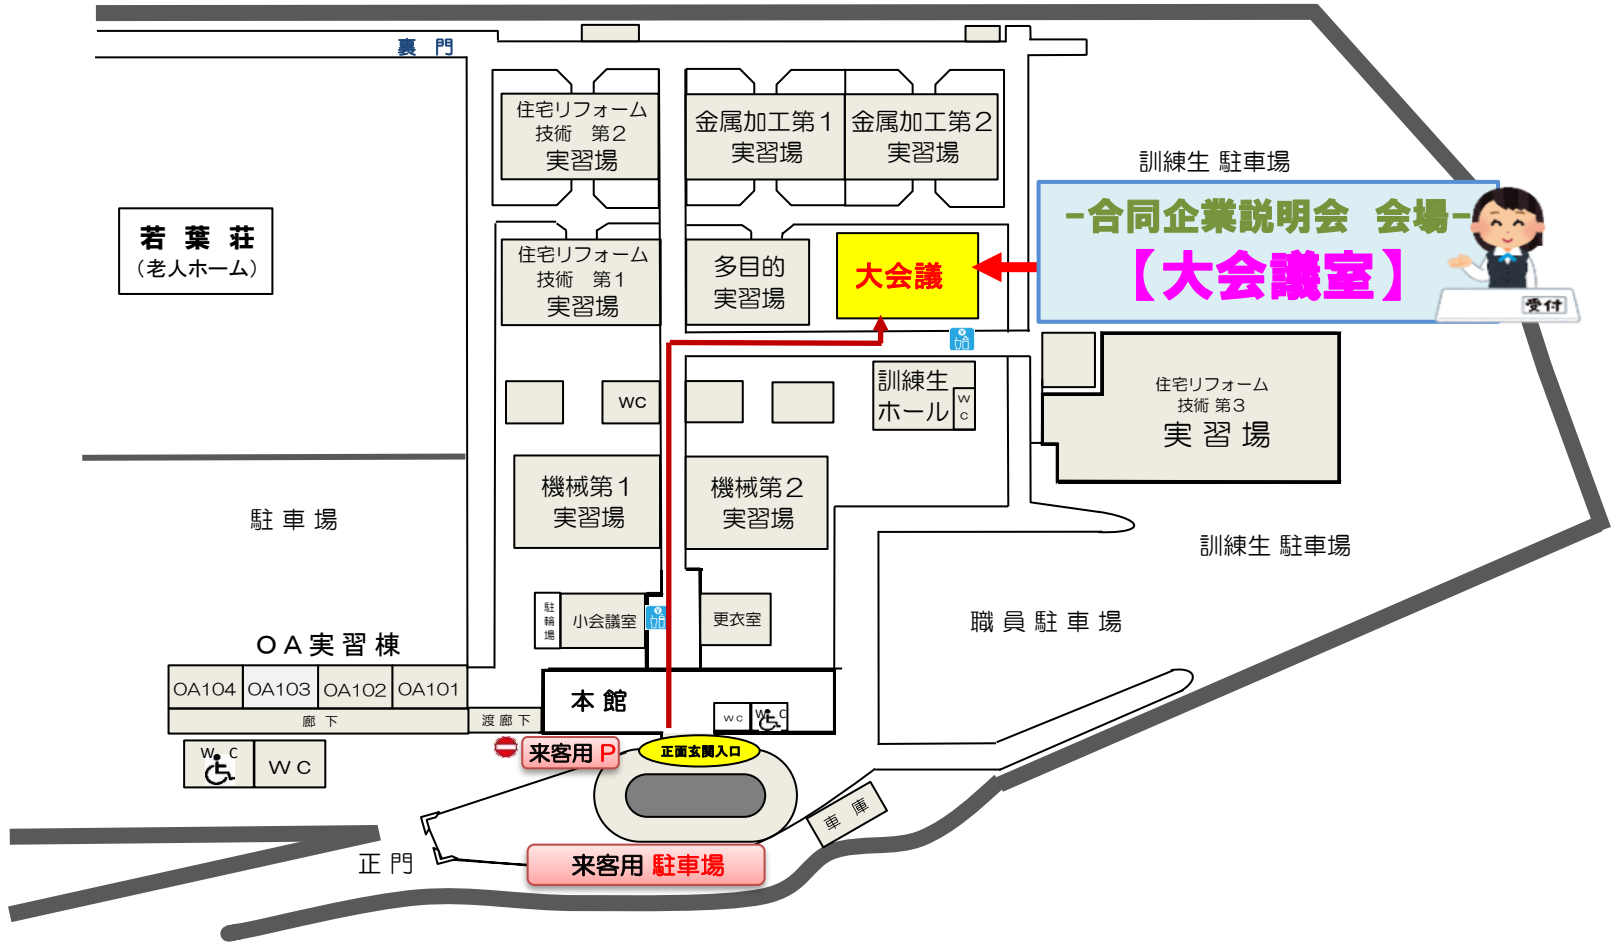 裏 門
住宅リフォーム
技術 第2
実習場
金属加工第1
実習場
金属加工第2
実習場
訓練生 駐車場
-合同企業説明会 会場-
【大会議室】
受付
若 葉 荘
(老人ホーム)
住宅リフォーム
技術 第1
実習場
多目的
実習場
大会議
WC
訓練生
ホール
W
C
住宅リフォーム
技術 第3
実 習 場
機械第1
実習場
機械第2
実習場
駐 車 場
訓練生 駐車場
駐
輪
場
小会議室
更衣室
職 員 駐 車 場
OA実習棟
OA104
OA103
OA102
OA101
廊 下
渡 廊 下
本 館
WC
W C
W C
W C
来客用 P
正面玄関入口
車 庫
正 門
来客用 駐車場